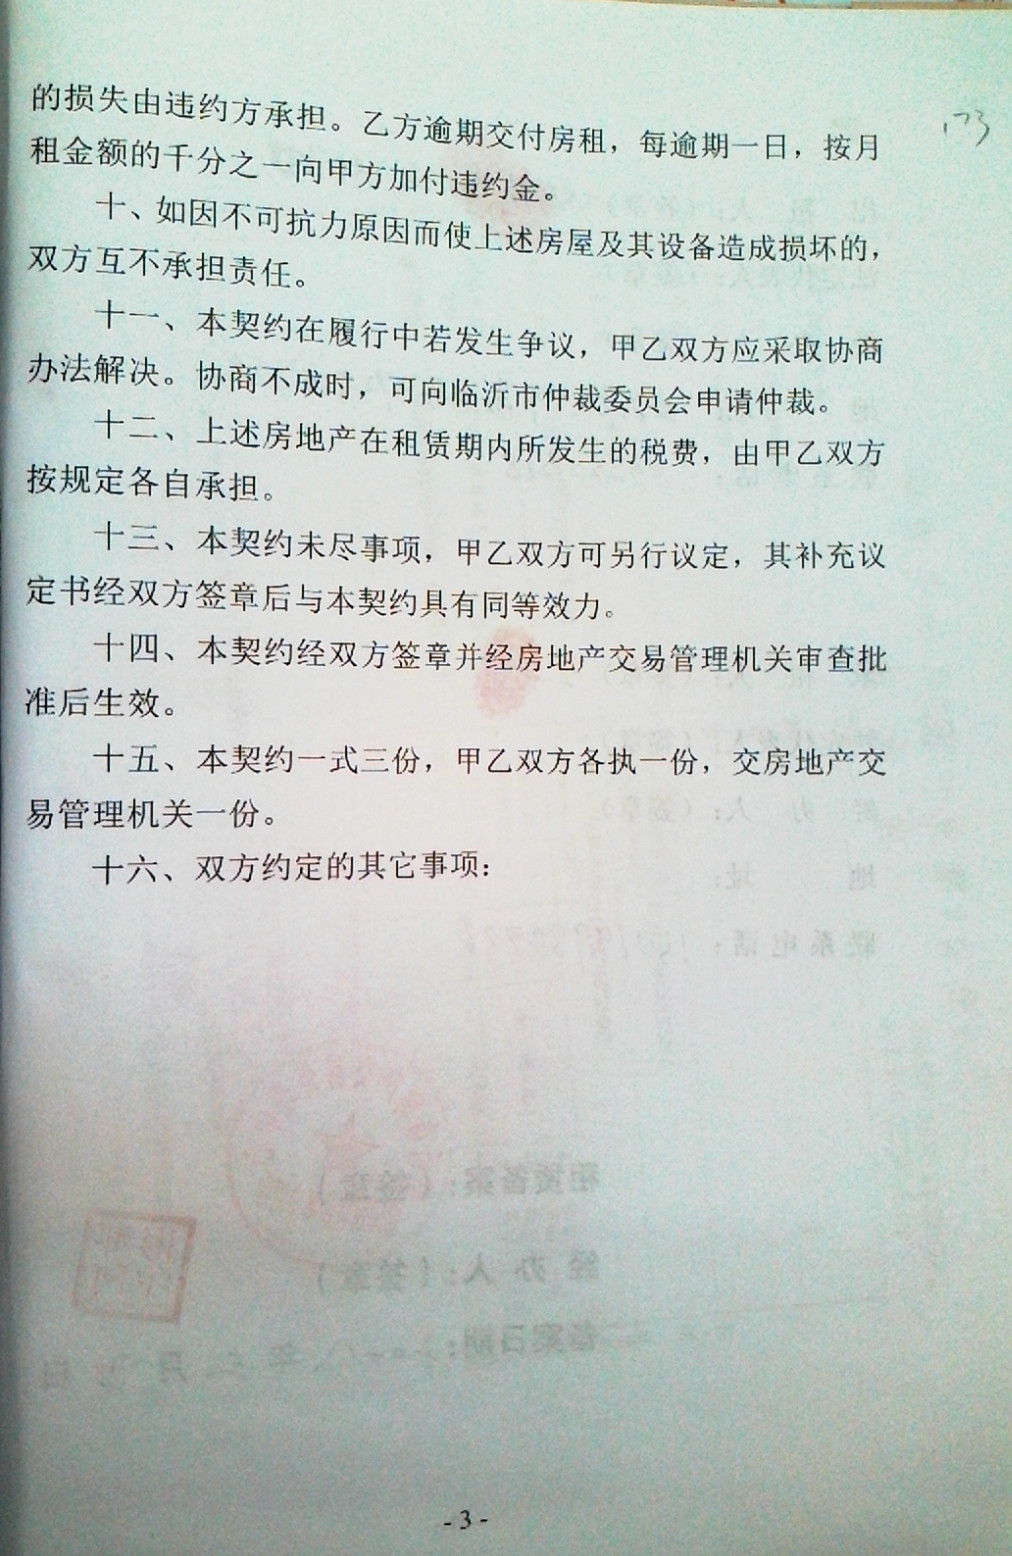 173
的损失由违约方承担。乙方逾期交付房租，每逾期一日，按月
租金额的千分之一向甲方加付违约金。
十、如因不可抗力原因而使上述房屋及其设备造成损坏的，
双方互不承担责任。
十一、本契约在履行中若发生争议，甲乙双方应采取协商
办法解决。协商不成时，可向临沂市仲裁委员会申请仲裁。
十二、上述房地产在租赁期内所发生的税费，由甲乙双方
按规定各自承担。
十三、本契约未尽事项，甲乙双方可另行议定，其补充议
定书经双方签章后与本契约具有同等效力。
十四、本契约经双方签章并经房地产交易管理机关审查批
准后生效。
十五、本契约一式三份，甲乙双方各执一份，交房地产交
易管理机关一份。
十六、双方约定的其它事项：
- 3 -